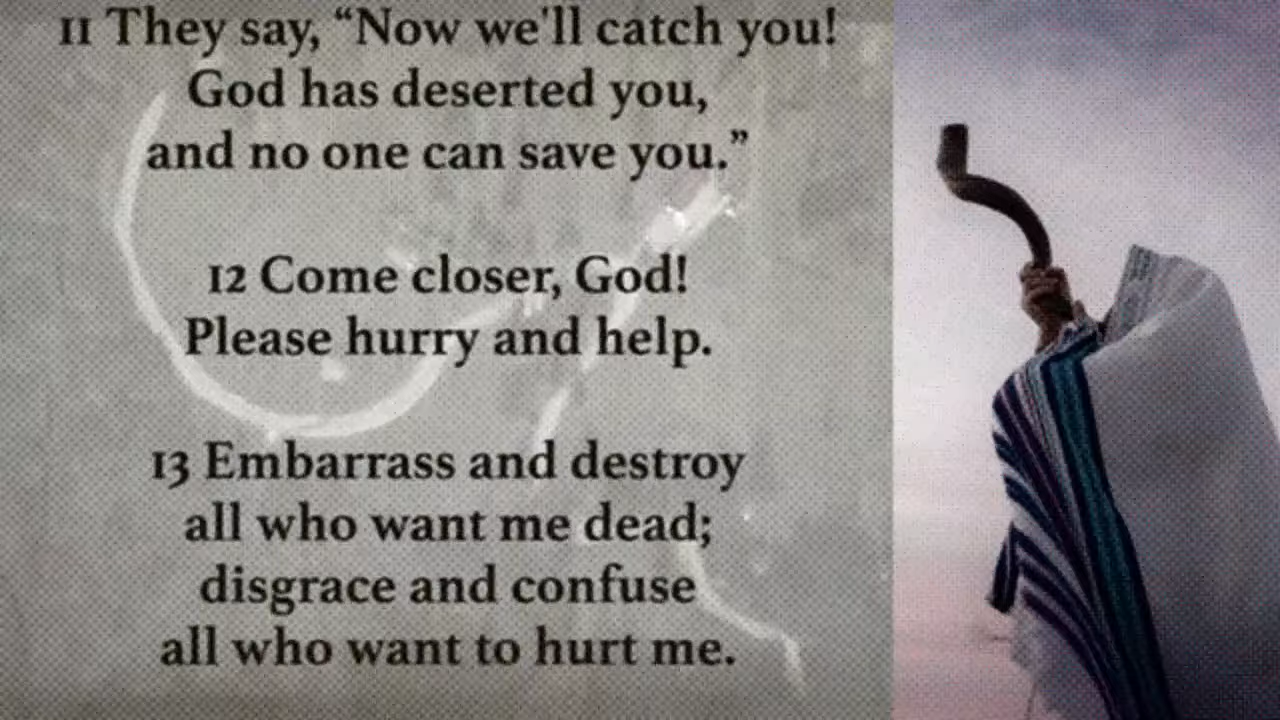 11 They say, “Now we'll catch you!
God has deserted you,
and no one can save you.”
12 Come closer, God!
Please hurry and help.
13 Embarrass and destroy
all who want me dead;
disgrace and confuse
all who want to hurt me.